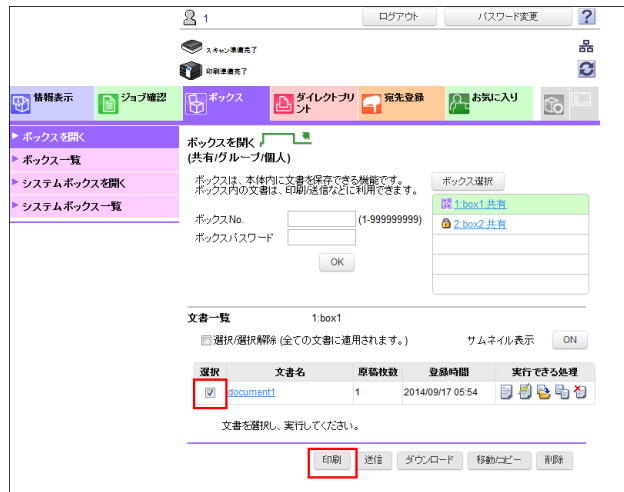 1
ログアウト
パスワード変更
?
スキャン準備完了
印刷準備完了
情報表示
ジョブ確認
ボックス
ダイレクトプリ
ント
宛先登録
お気に入り
ボックスを開く
ボックス一覧
システムボックスを開く
システムボックス一覧
ボックスを開く
(共有/グループ/個人)
ボックスは、本体内に文書を保存できる機能です。
ボックス内の文書は、印刷/送信などに利用できます。
ボックスNo.
(1-999999999)
ボックスパスワード
OK
ボックス選択
1:box1:共有
2:box2:共有
文書一覧
1:box1
選択/選択解除 (全ての文書に適用されます。)
サムネイル表示
ON
選択 文書名 原稿枚数 登録時間 実行できる処理
document1 1 2014/09/17 05:54
文書を選択し、実行してください。
印刷 送信 ダウンロード 移動/コピー 削除